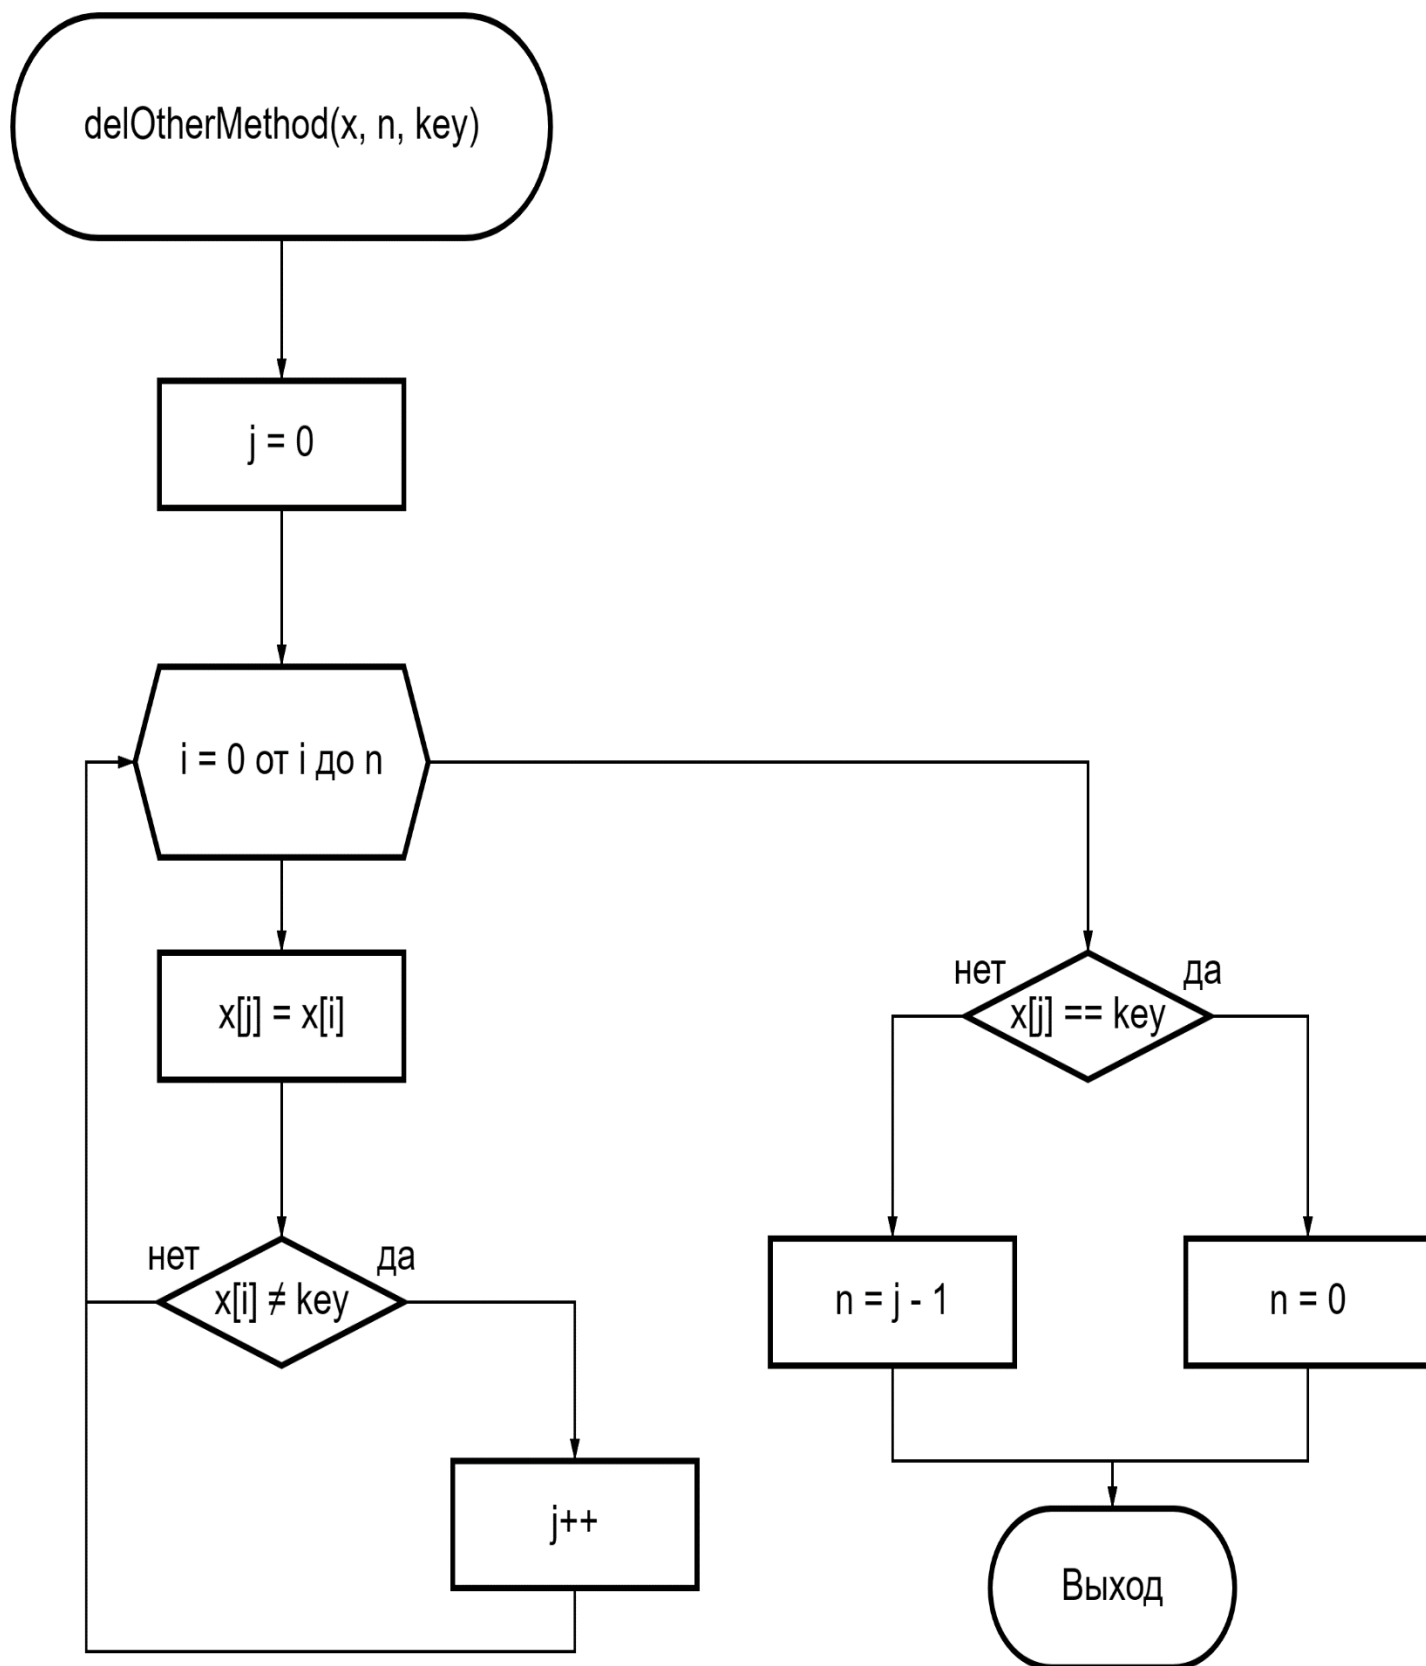 delOtherMethod(x, n, key)
j = 0
i = 0 от i до n
x[j] = x[i]
нет
да
x[j] == key
нет
да
x[i] ≠ key
n = j - 1
n = 0
j++
Выход